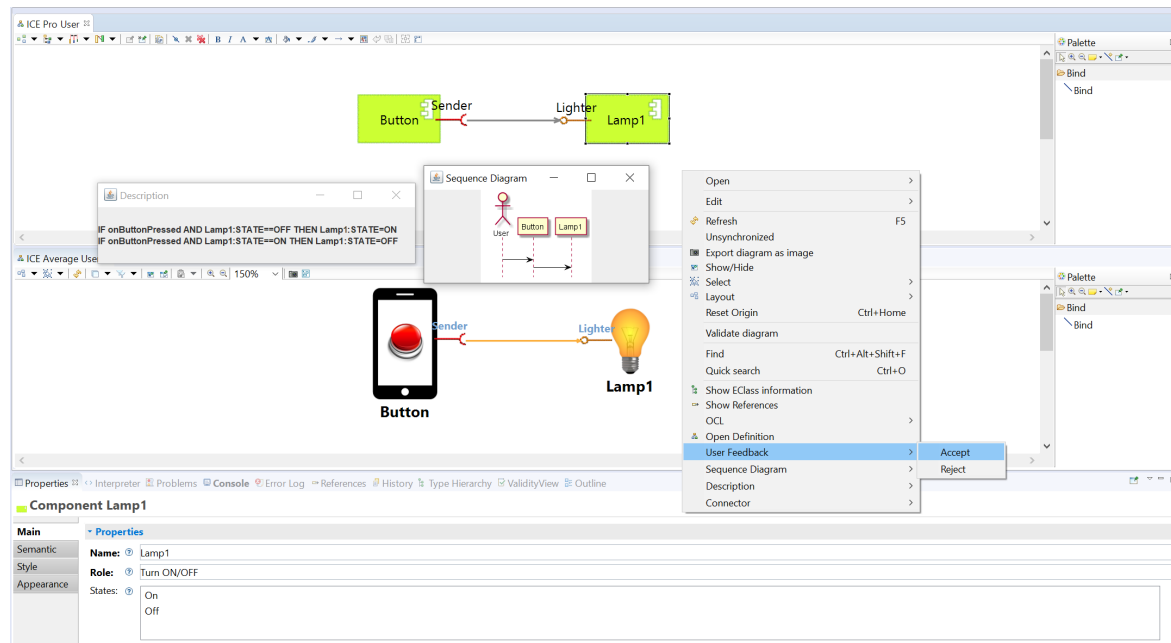 ICE Pro User
B I A
Palette
Bind
Bind
Button
Sender
Lighter
Lamp1
Description
IF onButtonPressed AND Lamp1:STATE==OFF THEN Lamp1:STATE=ON
IF onButtonPressed AND Lamp1:STATE==ON THEN Lamp1:STATE=OFF
Sequence Diagram
User
Button
Lamp1
Open
Edit
Refresh F5
Unsynchronized
Export diagram as image
Show/Hide
Select
Layout
Reset Origin Ctrl+Home
Validate diagram
Find Ctrl+Alt+Shift+F
Quick search Ctrl+O
Show EClass information
Show References
OCL
Open Definition
User Feedback
Sequence Diagram
Description
Connector
Accept
Reject
ICE Average User
150%
Palette
Bind
Bind
Sender
Lighter
Button
Lamp1
Properties Interpreter Problems Console Error Log References History Type Hierarchy ValidityView Outline
Component Lamp1
Main
Semantic
Style
Appearance
Properties
Name: Lamp1
Role: Turn ON/OFF
States: On
Off